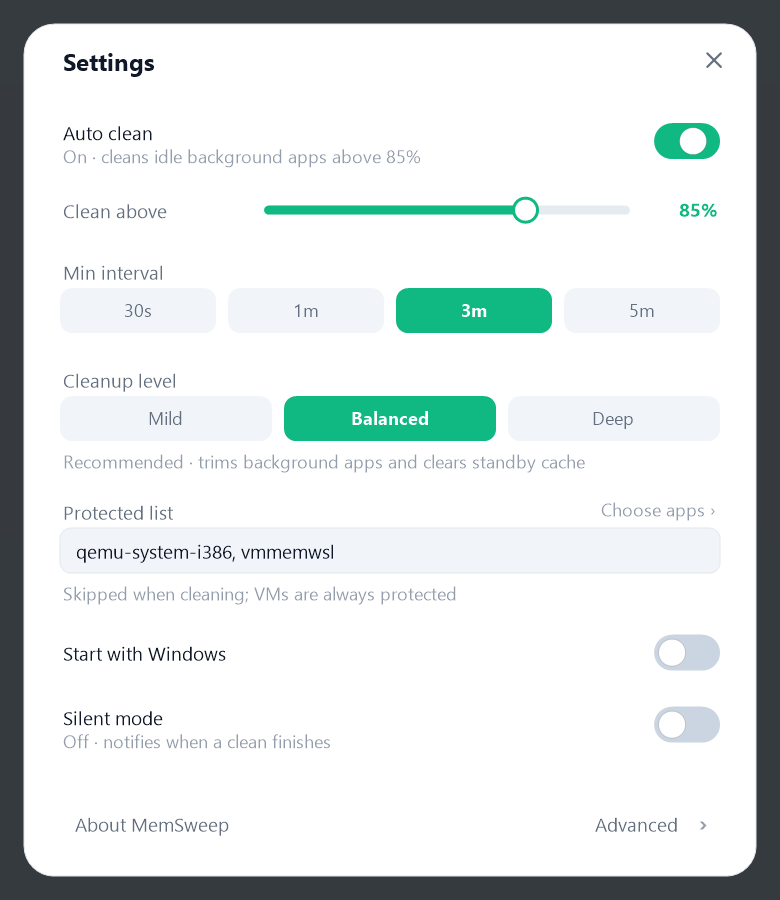 Settings
Auto clean
On · cleans idle background apps above 85%
Clean above 85%
Min interval
30s 1m 3m 5m
Cleanup level
Mild Balanced Deep
Recommended · trims background apps and clears standby cache
Protected list Choose apps ›
qemu-system-i386, vmmemwsl
Skipped when cleaning; VMs are always protected
Start with Windows
Silent mode
Off · notifies when a clean finishes
About MemSweep Advanced ›